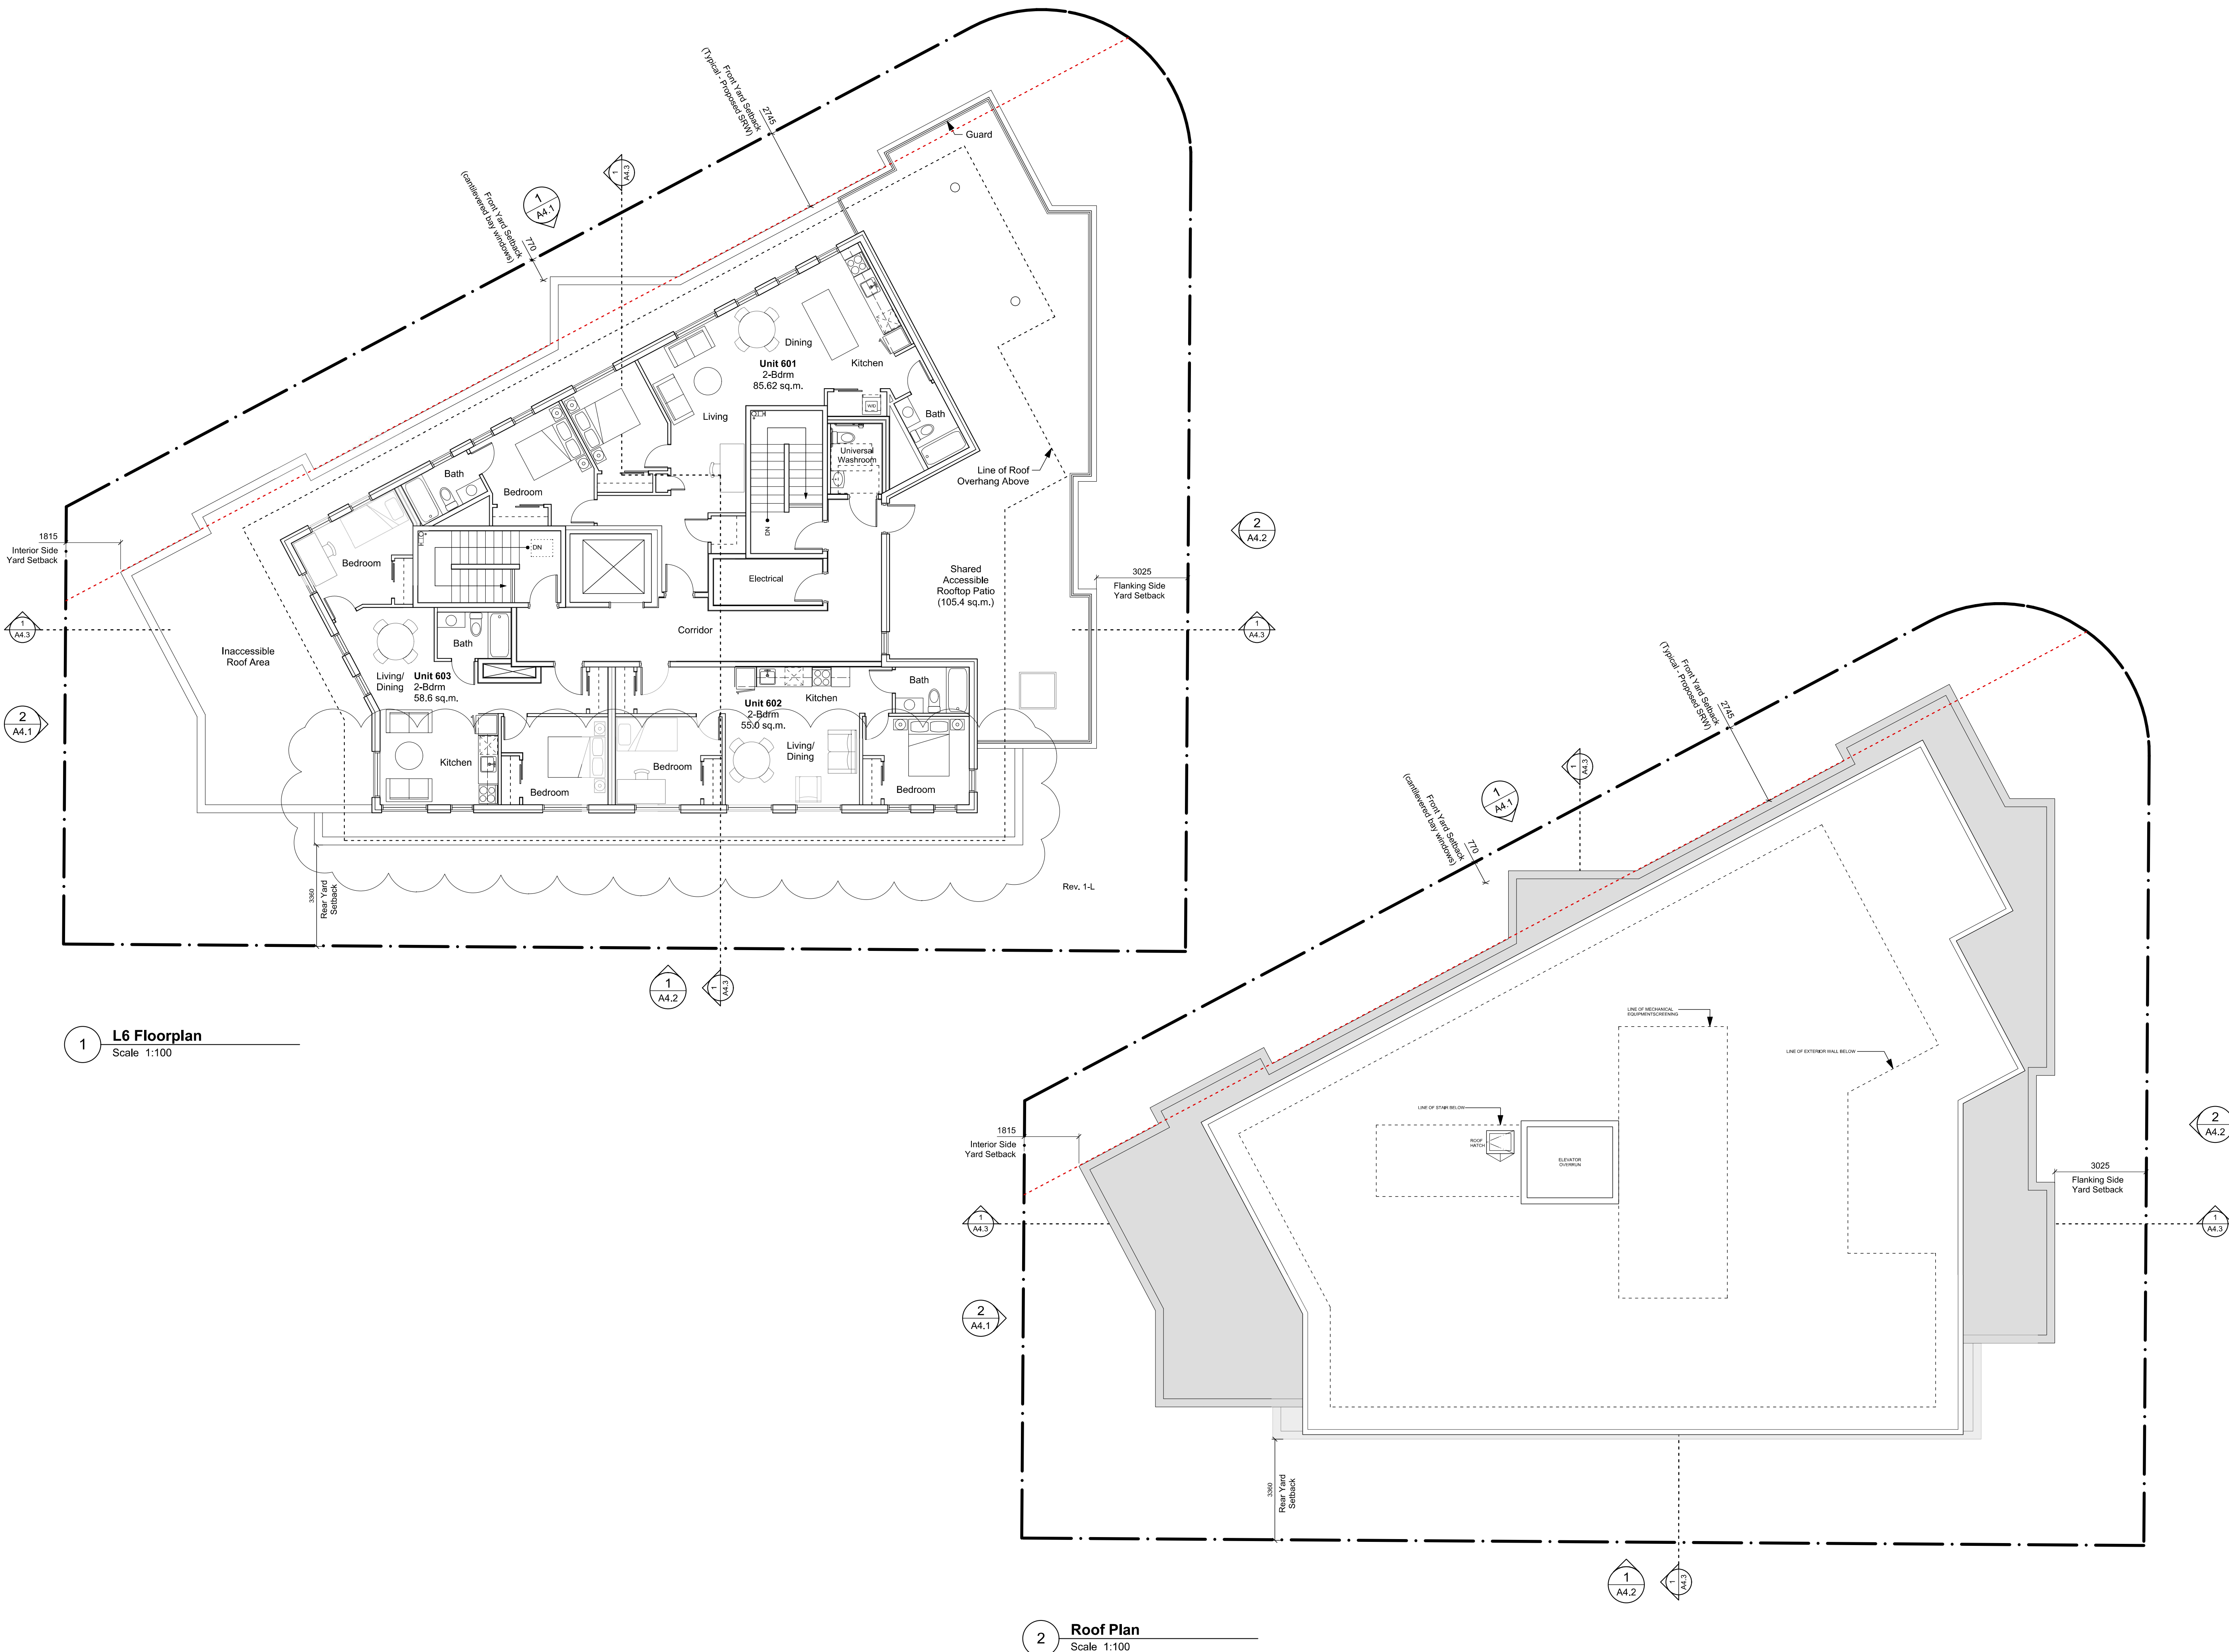 Front Yard Setback
(Typical - Proposed SRW)
2745
Guard
1
A4.3
1
A4.1
Front Yard Setback
(cantilevered bay windows)
770
Dining
Unit 601
2-Bdrm
85.62 sq.m.
Kitchen
Living
W/D
Bath
Universal
Washroom
Line of Roof
Overhang Above
Bath
Bedroom
DN
DN
Bedroom
1815
Interior Side
Yard Setback
2
A4.2
Electrical
Shared
Accessible
Rooftop Patio
(105.4 sq.m.)
3025
Flanking Side
Yard Setback
1
A4.3
1
A4.3
Corridor
Bath
Inaccessible
Roof Area
Living/
Dining
Unit 603
2-Bdrm
58.6 sq.m.
Bath
Kitchen
Unit 602
2-Bdrm
55.0 sq.m.
2
A4.1
Living/
Dining
Kitchen
Bedroom
Bedroom
Bedroom
Rev. 1-L
3360
Rear Yard
Setback
1
A4.2
1
A4.3
1
L6 Floorplan
Scale 1:100
Front Yard Setback
(Typical - Proposed SRW)
2745
1
A4.3
1
A4.1
Front Yard Setback
(cantilevered bay windows)
770
LINE OF MECHANICAL
EQUIPMENTSCREENING
LINE OF EXTERIOR WALL BELOW
LINE OF STAIR BELOW
ROOF
HATCH
ELEVATOR
OVERRUN
1815
Interior Side
Yard Setback
2
A4.2
3025
Flanking Side
Yard Setback
1
A4.3
1
A4.3
2
A4.1
3360
Rear Yard
Setback
1
A4.2
1
A4.3
2
Roof Plan
Scale 1:100